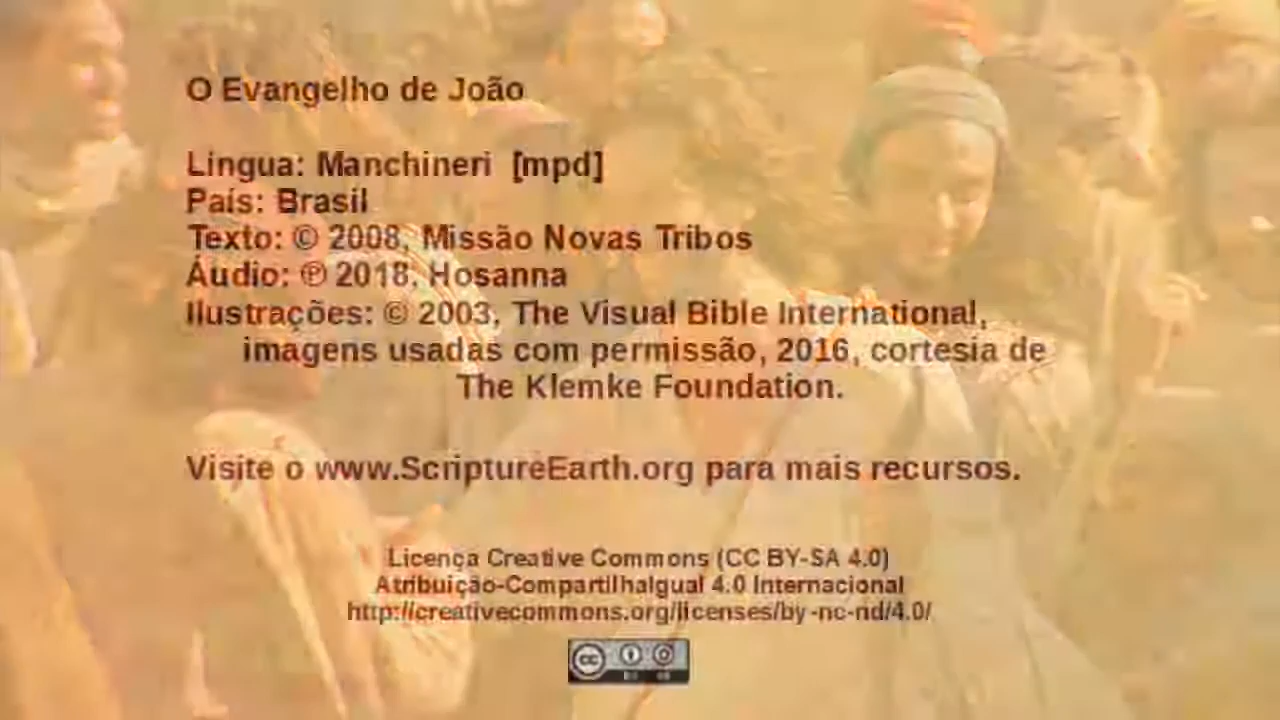 O Evangelho de João
Língua: Manchineri [mpd]
País: Brasil
Texto: © 2008, Missão Novas Tribos
Áudio: ℗ 2018, Hosanna
Ilustrações: © 2003, The Visual Bible International,
imagens usadas com permissão, 2016, cortesia de
The Klemke Foundation.
Visite o www.ScriptureEarth.org para mais recursos.
Licença Creative Commons (CC BY-SA 4.0)
Atribuição-CompartilhaIgual 4.0 Internacional
http://creativecommons.org/licenses/by-nc-nd/4.0/
cc